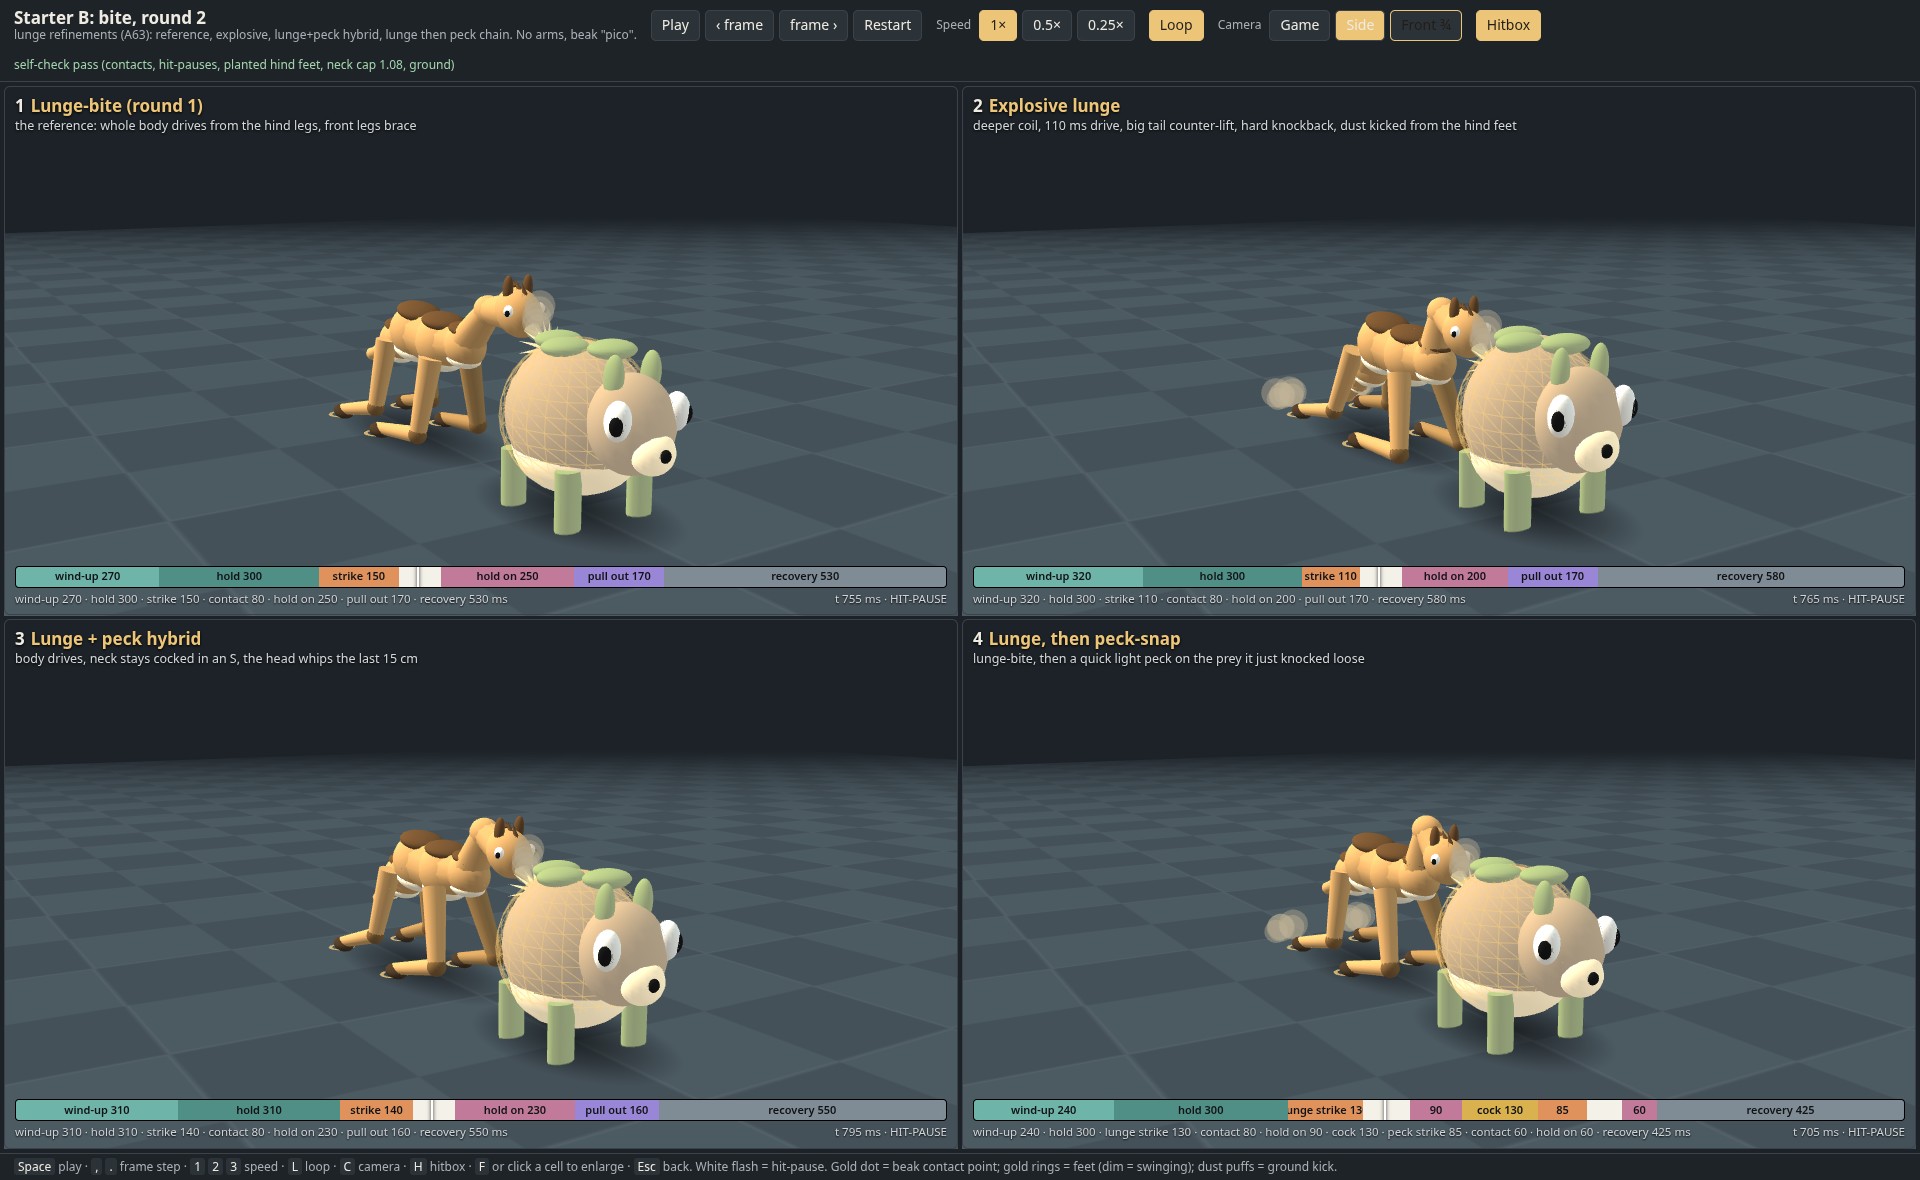 Starter B: bite, round 2
lunge refinements (A63): reference, explosive, lunge+peck hybrid, lunge then peck chain. No arms, beak "pico".
Play ‹ frame frame › Restart Speed 1× 0.5× 0.25× Loop Camera Game Side Front ¾ Hitbox
self-check pass (contacts, hit-pauses, planted hind feet, neck cap 1.08, ground)
1 Lunge-bite (round 1)
the reference: whole body drives from the hind legs, front legs brace
wind-up 270 hold 300 strike 150 hold on 250 pull out 170 recovery 530
wind-up 270 · hold 300 · strike 150 · contact 80 · hold on 250 · pull out 170 · recovery 530 ms
t 755 ms · HIT-PAUSE
2 Explosive lunge
deeper coil, 110 ms drive, big tail counter-lift, hard knockback, dust kicked from the hind feet
wind-up 320 hold 300 strike 110 hold on 200 pull out 170 recovery 580
wind-up 320 · hold 300 · strike 110 · contact 80 · hold on 200 · pull out 170 · recovery 580 ms
t 765 ms · HIT-PAUSE
3 Lunge + peck hybrid
body drives, neck stays cocked in an S, the head whips the last 15 cm
wind-up 310 hold 310 strike 140 hold on 230 pull out 160 recovery 550
wind-up 310 · hold 310 · strike 140 · contact 80 · hold on 230 · pull out 160 · recovery 550 ms
t 795 ms · HIT-PAUSE
4 Lunge, then peck-snap
lunge-bite, then a quick light peck on the prey it just knocked loose
wind-up 240 hold 300 unge strike 13 90 cock 130 85 60 recovery 425
wind-up 240 · hold 300 · lunge strike 130 · contact 80 · hold on 90 · cock 130 · peck strike 85 · contact 60 · hold on 60 · recovery 425 ms
t 705 ms · HIT-PAUSE
Space play · , . frame step · 1 2 3 speed · L loop · C camera · H hitbox · F or click a cell to enlarge · Esc back. White flash = hit-pause. Gold dot = beak contact point; gold rings = feet (dim = swinging); dust puffs = ground kick.